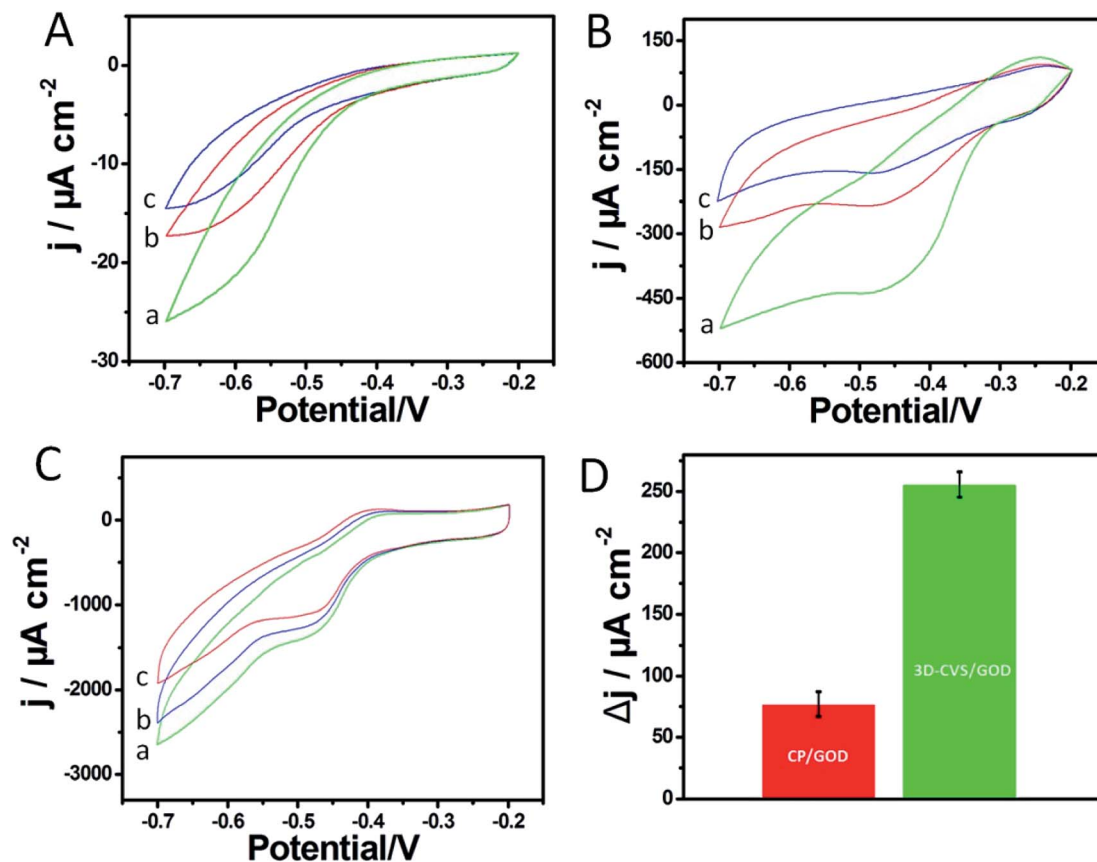 A
j / µA cm⁻²
0
-10
-20
-30
c
b
a
-0.7 -0.6 -0.5 -0.4 -0.3 -0.2
Potential/V
B
j / µA cm⁻²
150
0
-150
-300
-450
-600
c
b
a
-0.7 -0.6 -0.5 -0.4 -0.3 -0.2
Potential/V
C
j / µA cm⁻²
0
-1000
-2000
-3000
c
b
a
-0.7 -0.6 -0.5 -0.4 -0.3 -0.2
Potential/V
D
Δj / µA cm⁻²
250
200
150
100
50
0
3D-CVS/GOD
CP/GOD